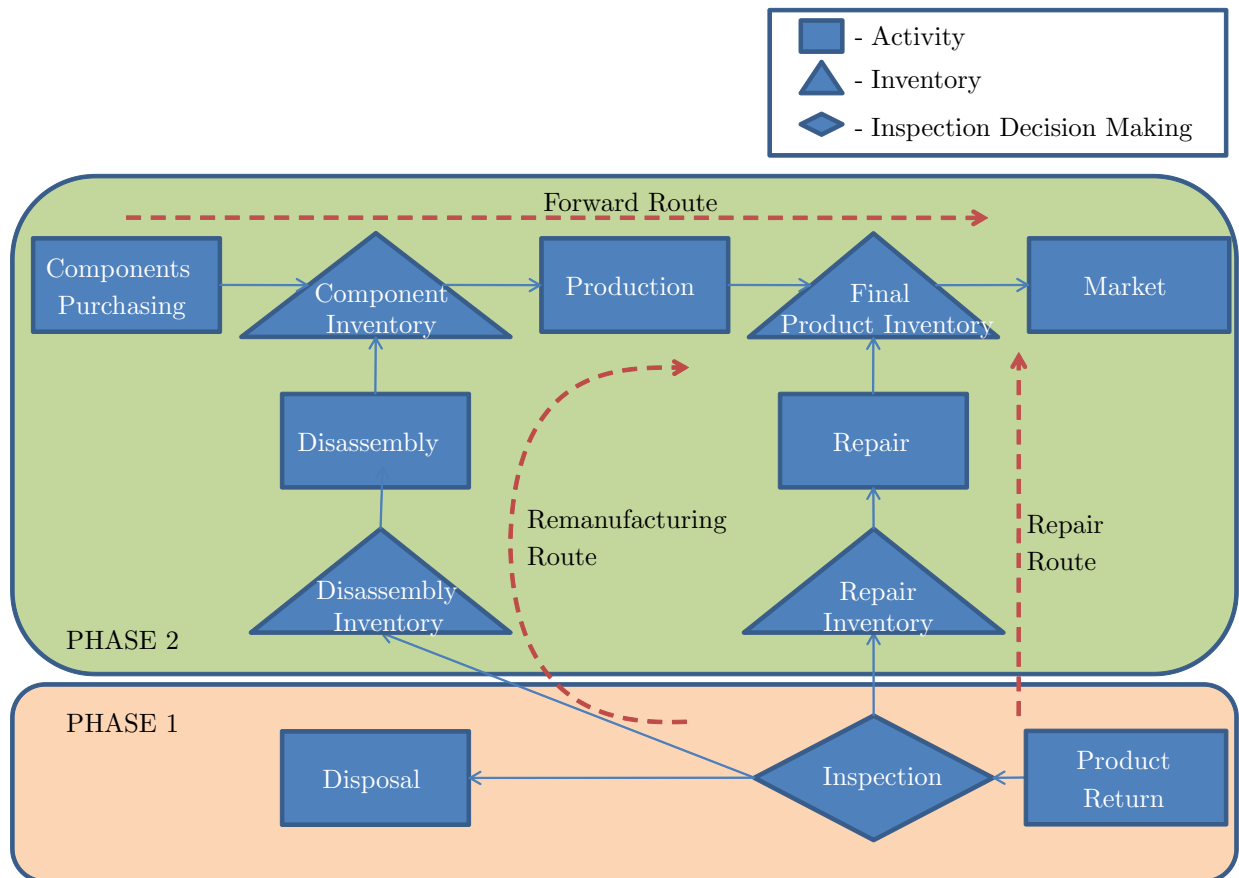 - Activity
- Inventory
- Inspection Decision Making
Forward Route
Components
Purchasing
Component
Inventory
Production
Final
Product Inventory
Market
Disassembly
Repair
Remanufacturing
Route
Repair
Route
Disassembly
Inventory
Repair
Inventory
PHASE 2
PHASE 1
Disposal
Inspection
Product
Return